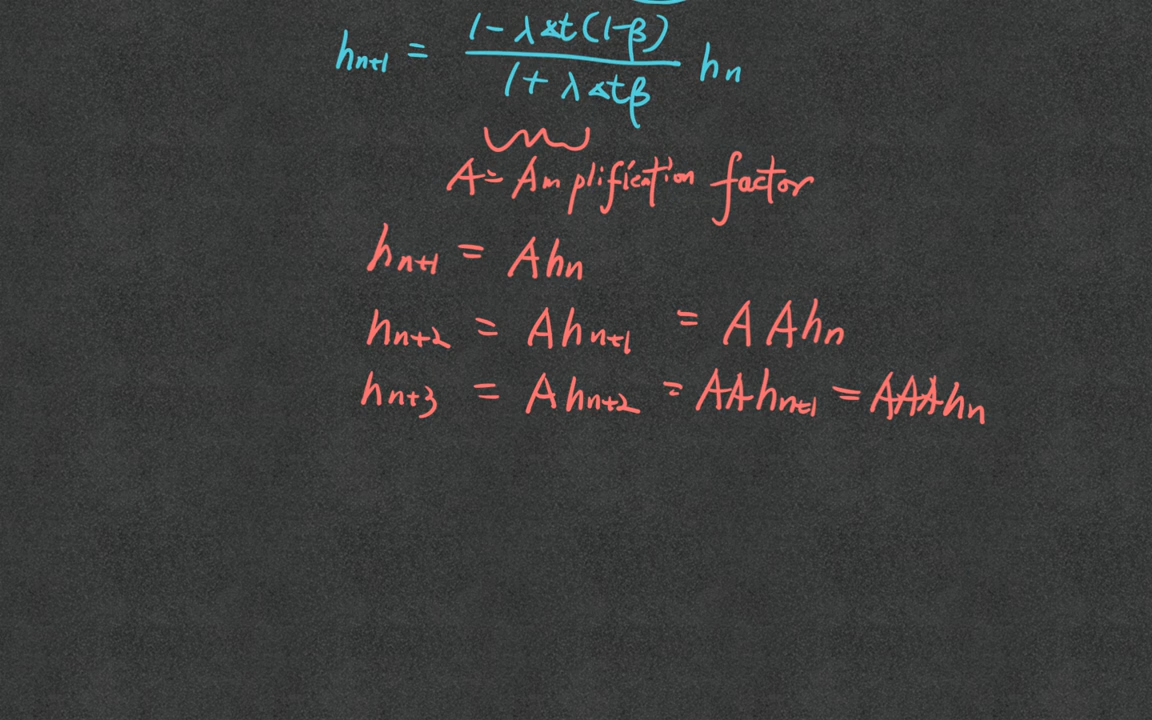 hn+1 = (1 - λΔt(1-β)) / (1 + λΔtβ) hn
A = Amplification factor
hn+1 = Ahn
hn+2 = Ahn+1 = AAhn
hn+3 = Ahn+2 = AAhn+1 = AAAhn